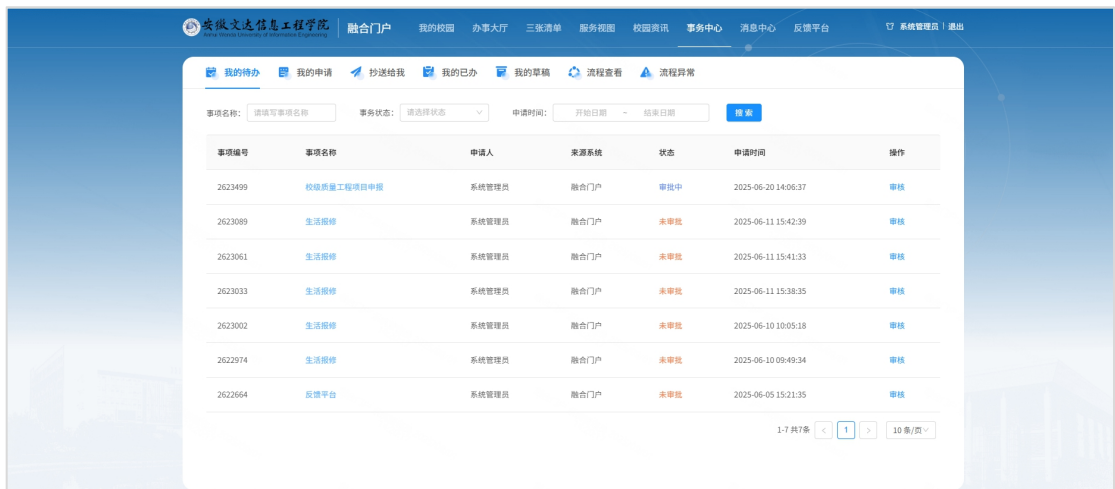 安徽文达信息工程学院 融合门户 我的校园 办事大厅 三张清单 服务视图 校园资讯 事务中心 消息中心 反馈平台 系统管理员 | 退出
Anhui Wonda University of Information Engineering
我的待办 我的申请 抄送给我 我的已办 我的草稿 流程查看 流程异常
事项名称: 请填写事项名称 事务状态: 请选择状态 申请时间: 开始日期 ~ 结束日期 搜索
事项编号 事项名称 申请人 来源系统 状态 申请时间 操作
2623499 校级质量工程项目申报 系统管理员 融合门户 审批中 2025-06-20 14:06:37 审核
2623089 生活报修 系统管理员 融合门户 未审批 2025-06-11 15:42:39 审核
2623061 生活报修 系统管理员 融合门户 未审批 2025-06-11 15:41:33 审核
2623033 生活报修 系统管理员 融合门户 未审批 2025-06-11 15:38:35 审核
2623002 生活报修 系统管理员 融合门户 未审批 2025-06-10 10:05:18 审核
2622974 生活报修 系统管理员 融合门户 未审批 2025-06-10 09:49:34 审核
2622664 反馈平台 系统管理员 融合门户 未审批 2025-06-05 15:21:35 审核
1-7 共7条 < 1 > 10 条/页